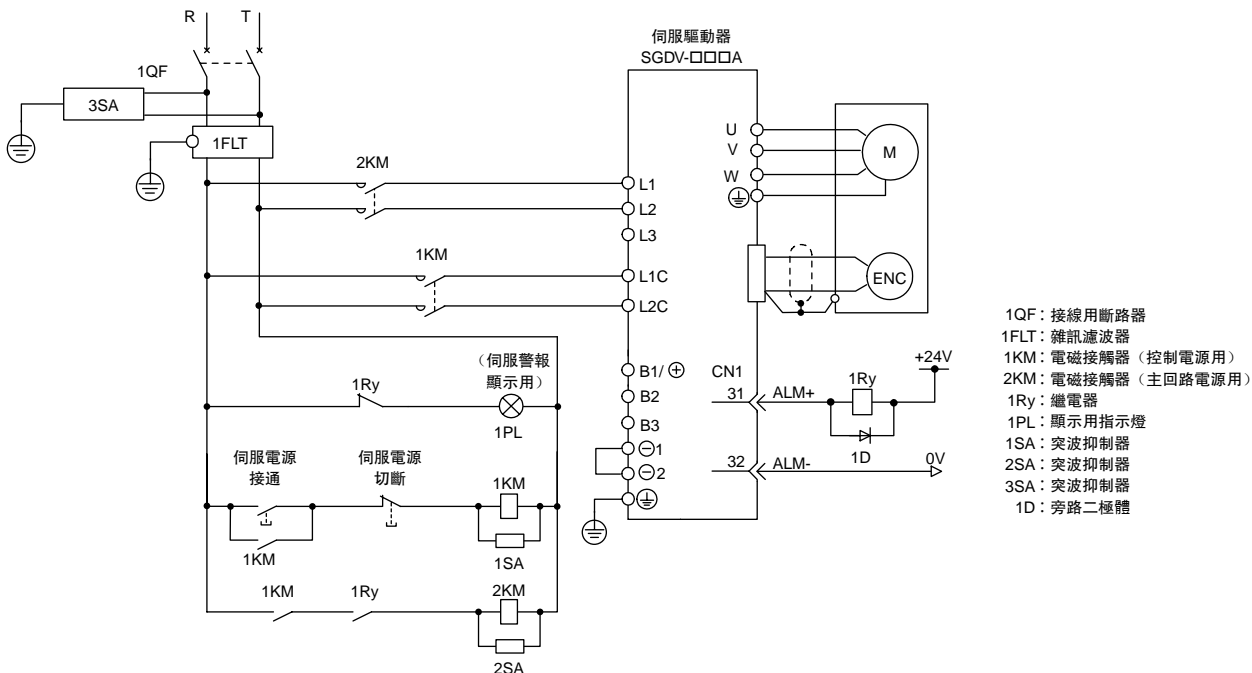 R
T
伺服驅動器
SGDV-□□□A
1QF
3SA
1FLT
2KM
1KM
L1
L2
L3
L1C
L2C
B1/ ⊕
B2
B3
⊖1
⊖2
U
V
W
M
ENC
CN1
31
ALM+
1Ry
1D
+24V
32
ALM-
0V
(伺服警報
顯示用)
1Ry
1PL
伺服電源
接通
伺服電源
切斷
1KM
1KM
1SA
1KM
1Ry
2KM
2SA
1QF：接線用斷路器
1FLT：雜訊濾波器
1KM：電磁接觸器（控制電源用）
2KM：電磁接觸器（主回路電源用）
1Ry：繼電器
1PL：顯示用指示燈
1SA：突波抑制器
2SA：突波抑制器
3SA：突波抑制器
1D：旁路二極體